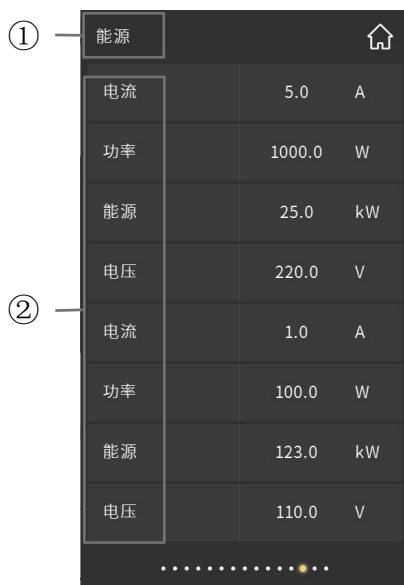 ① 能源
电流 5.0 A
功率 1000.0 W
能源 25.0 kW
电压 220.0 V
② 电流 1.0 A
功率 100.0 W
能源 123.0 kW
电压 110.0 V